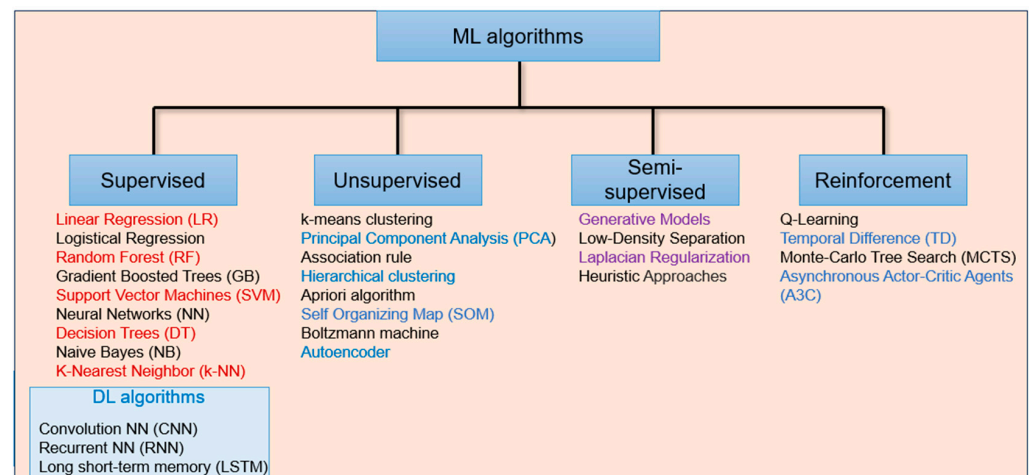 ML algorithms
Supervised
Linear Regression (LR)
Logistical Regression
Random Forest (RF)
Gradient Boosted Trees (GB)
Support Vector Machines (SVM)
Neural Networks (NN)
Decision Trees (DT)
Naive Bayes (NB)
K-Nearest Neighbor (k-NN)
DL algorithms
Convolution NN (CNN)
Recurrent NN (RNN)
Long short-term memory (LSTM)
Unsupervised
k-means clustering
Principal Component Analysis (PCA)
Association rule
Hierarchical clustering
Apriori algorithm
Self Organizing Map (SOM)
Boltzmann machine
Autoencoder
Semi-
supervised
Generative Models
Low-Density Separation
Laplacian Regularization
Heuristic Approaches
Reinforcement
Q-Learning
Temporal Difference (TD)
Monte-Carlo Tree Search (MCTS)
Asynchronous Actor-Critic Agents
(A3C)